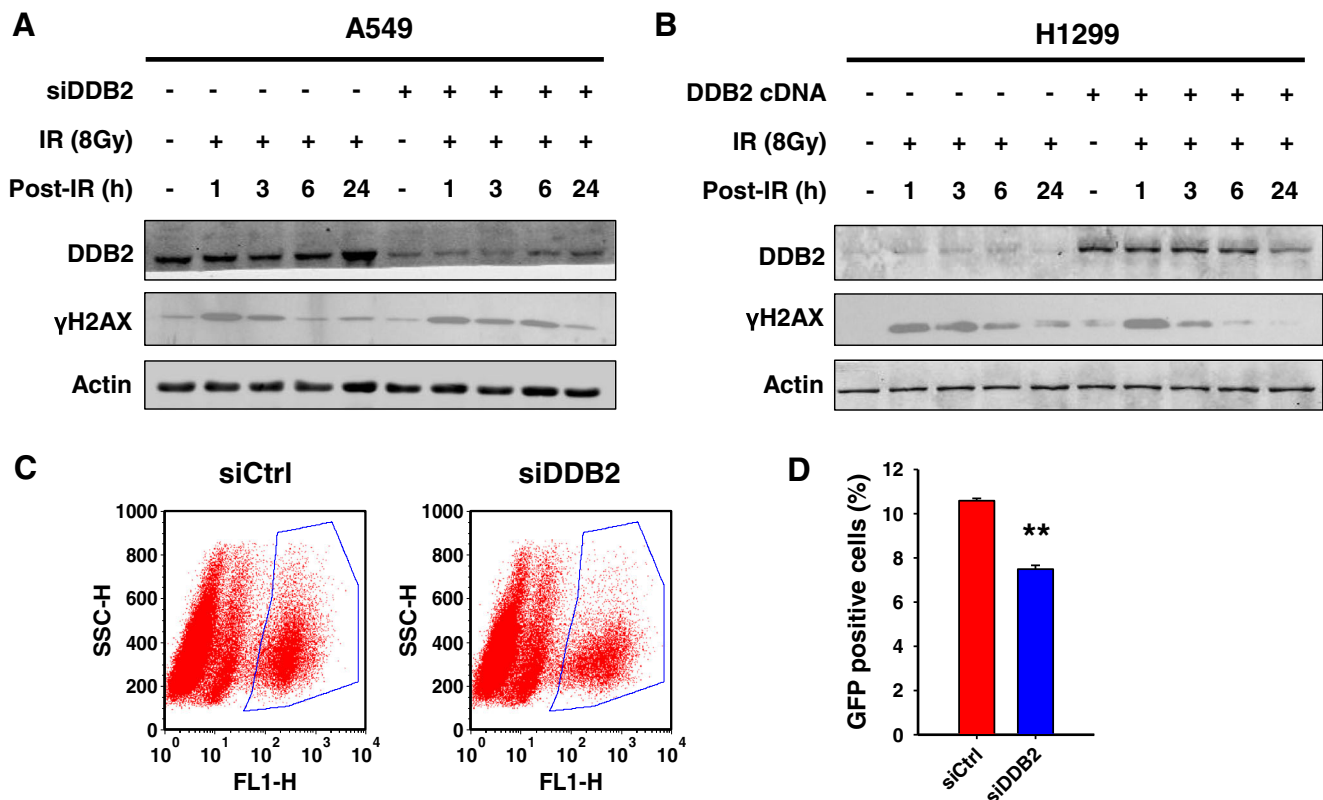 A
A549
siDDB2 - - - - - + + + + +
IR (8Gy) - + + + + - + + + +
Post-IR (h) - 1 3 6 24 - 1 3 6 24
DDB2
γH2AX
Actin
B
H1299
DDB2 cDNA - - - - - + + + + +
IR (8Gy) - + + + + - + + + +
Post-IR (h) - 1 3 6 24 - 1 3 6 24
DDB2
γH2AX
Actin
C
siCtrl
1000
800
600
400
200
0
SSC-H
10⁰ 10¹ 10² 10³ 10⁴
FL1-H
siDDB2
1000
800
600
400
200
0
SSC-H
10⁰ 10¹ 10² 10³ 10⁴
FL1-H
D
GFP positive cells (%)
12
10
8
6
4
2
0
**
siCtrl
siDDB2